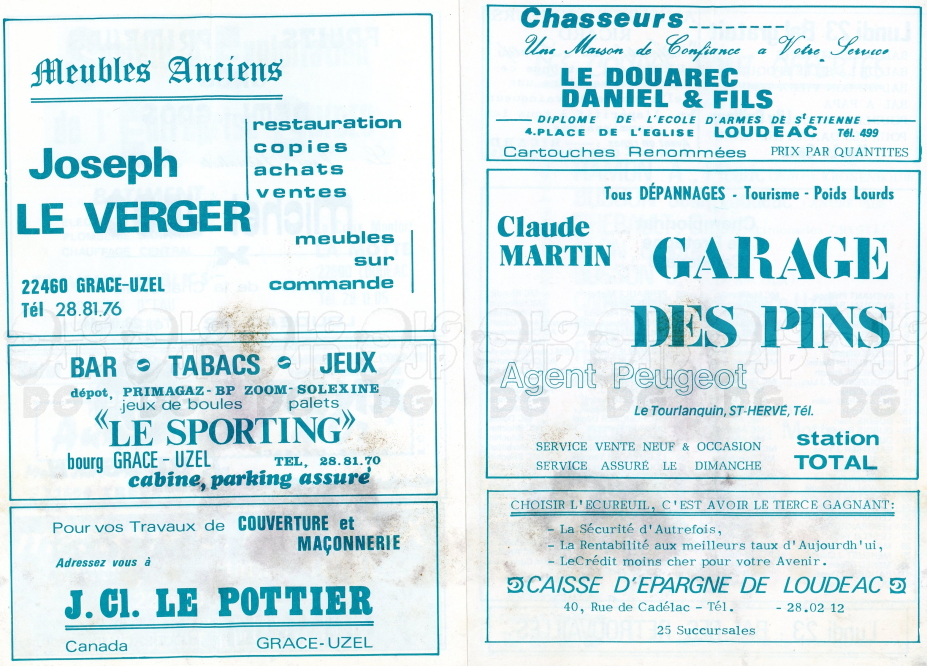 Meubles Anciens
restauration
copies
achats
ventes
Joseph
LE VERGER
meubles
sur
commande
22460 GRACE-UZEL
Tél 28.81.76
BAR • TABACS • JEUX
dépot, PRIMAGAZ - BP ZOOM - SOLEXINE
jeux de boules palets
"LE SPORTING"
bourg GRACE - UZEL TEL, 28.81.70
cabine, parking assuré
Pour vos Travaux de COUVERTURE et
MAÇONNERIE
Adressez vous à
J.Cl. LE POTTIER
Canada GRACE-UZEL
Chasseurs
Une Maison de Confiance a Votre Service
LE DOUAREC
DANIEL & FILS
DIPLOME DE L'ECOLE D'ARMES DE St ETIENNE
4.PLACE DE L'EGLISE LOUDEAC Tél. 499
Cartouches Renommées PRIX PAR QUANTITES
Tous DÉPANNAGES - Tourisme - Poids Lourds
Claude
MARTIN
GARAGE
DES PINS
Agent Peugeot
Le Tourlanquin, ST-HERVÉ, Tél.
SERVICE VENTE NEUF & OCCASION
SERVICE ASSURÉ LE DIMANCHE
station
TOTAL
CHOISIR L'ECUREUIL, C'EST AVOIR LE TIERCE GAGNANT:
- La Sécurité d'Autrefois,
- La Rentabilité aux meilleurs taux d'Aujourdh'ui,
- LeCrédit moins cher pour votre Avenir.
CAISSE D'EPARGNE DE LOUDEAC
40, Rue de Cadélac - Tél. - 28.02 12
25 Succursales